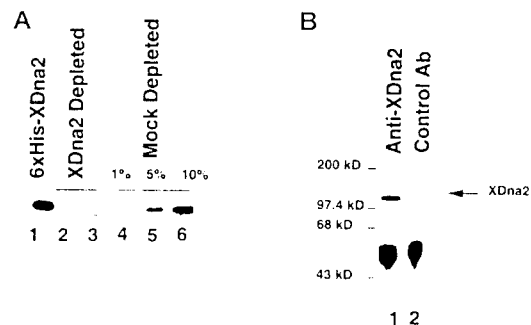 A
6xHis-XDna2
XDna2 Depleted
Mock Depleted
1% 5% 10%
1 2 3 4 5 6
B
Anti-XDna2
Control Ab
200 kD
XDna2
97.4 kD
68 kD
43 kD
1 2